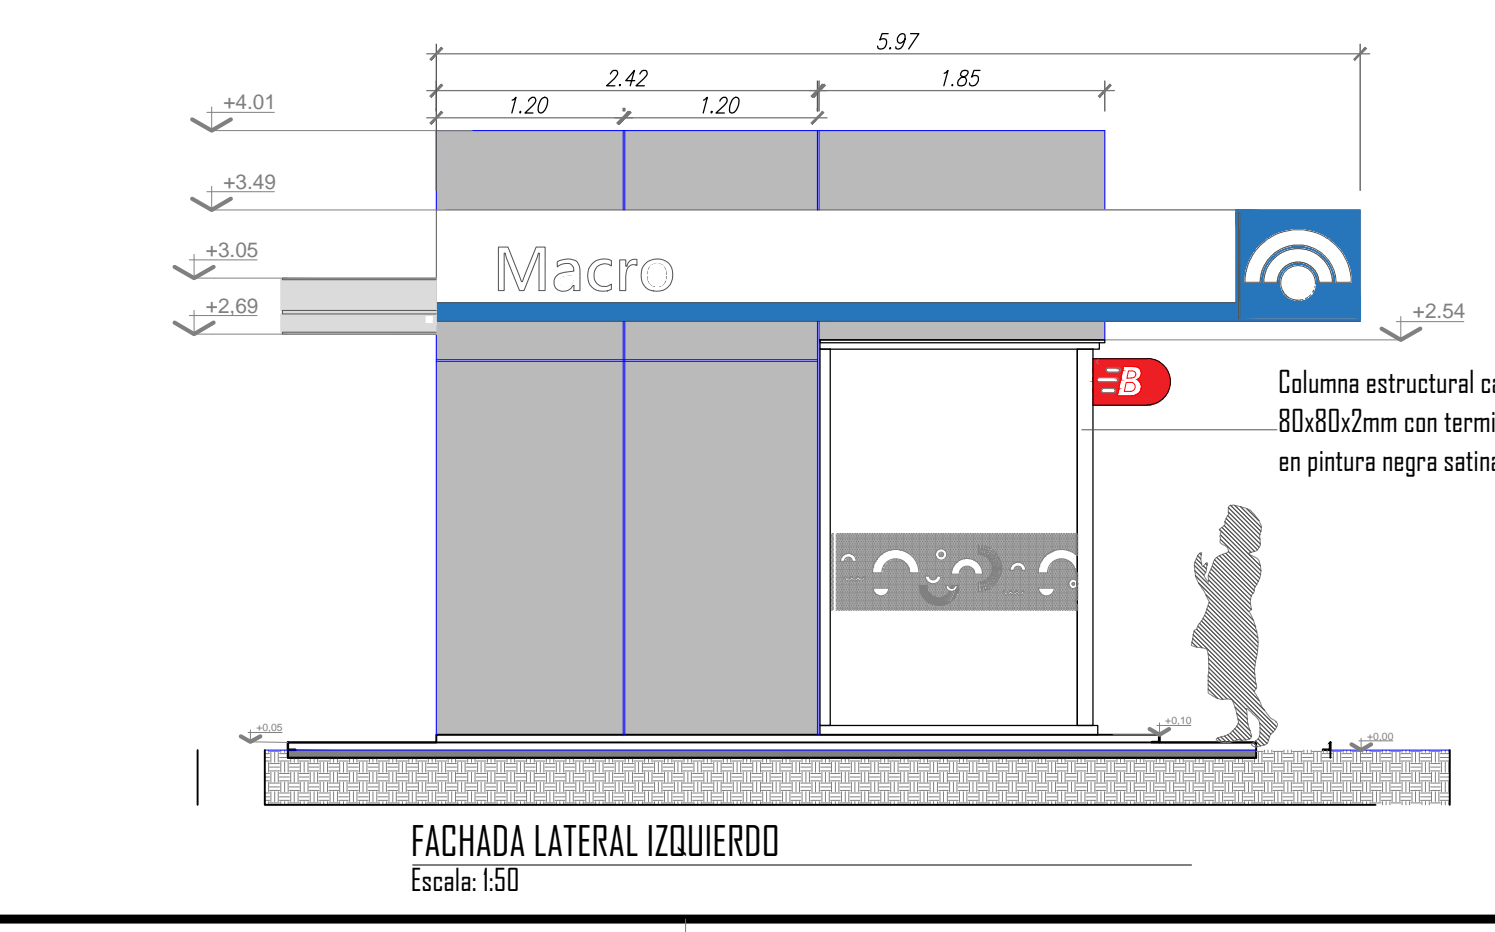 5.97
2.42
1.85
1.20
1.20
+4.01
+3.49
+3.05
+2,69
Macro
+2.54
B
Columna estructural
80x80x2mm con
en pintura negra
+0,05
+0,10
+0.00
FACHADA LATERAL IZQUIERDO
Escala: 1:50